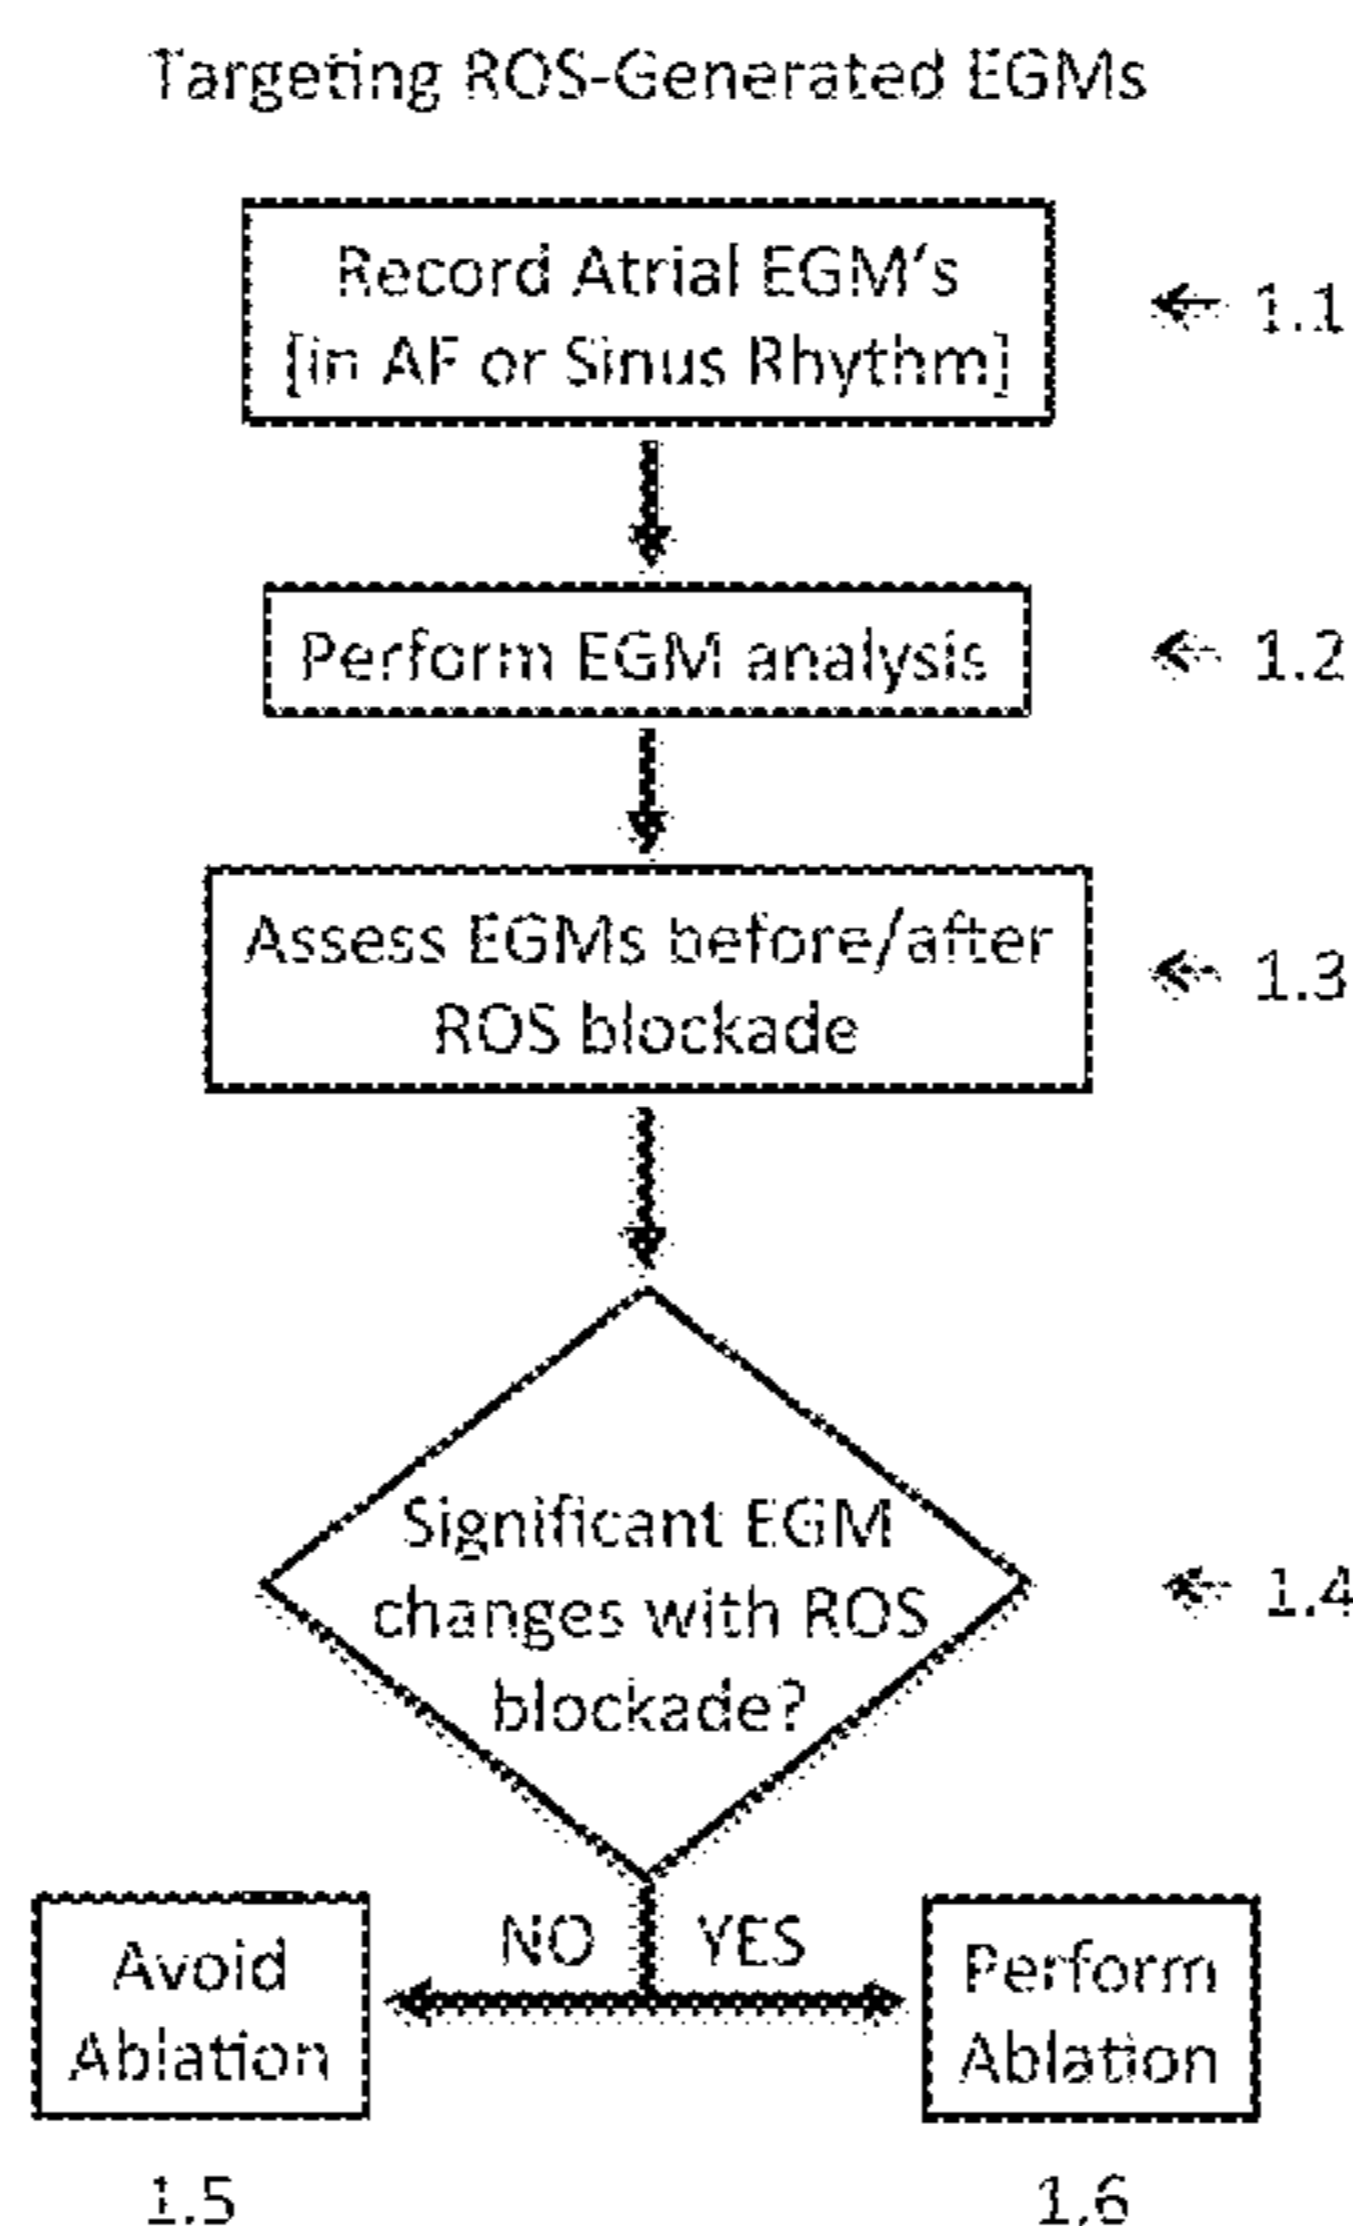 Targeting ROS-Generated EGMs
Record Atrial EGM's
[in AF or Sinus Rhythm]
1.1
Perform EGM analysis
1.2
Assess EGMs before/after
ROS blockade
1.3
Significant EGM
changes with ROS
blockade?
1.4
NO YES
Avoid
Ablation
1.5
Perform
Ablation
1.6